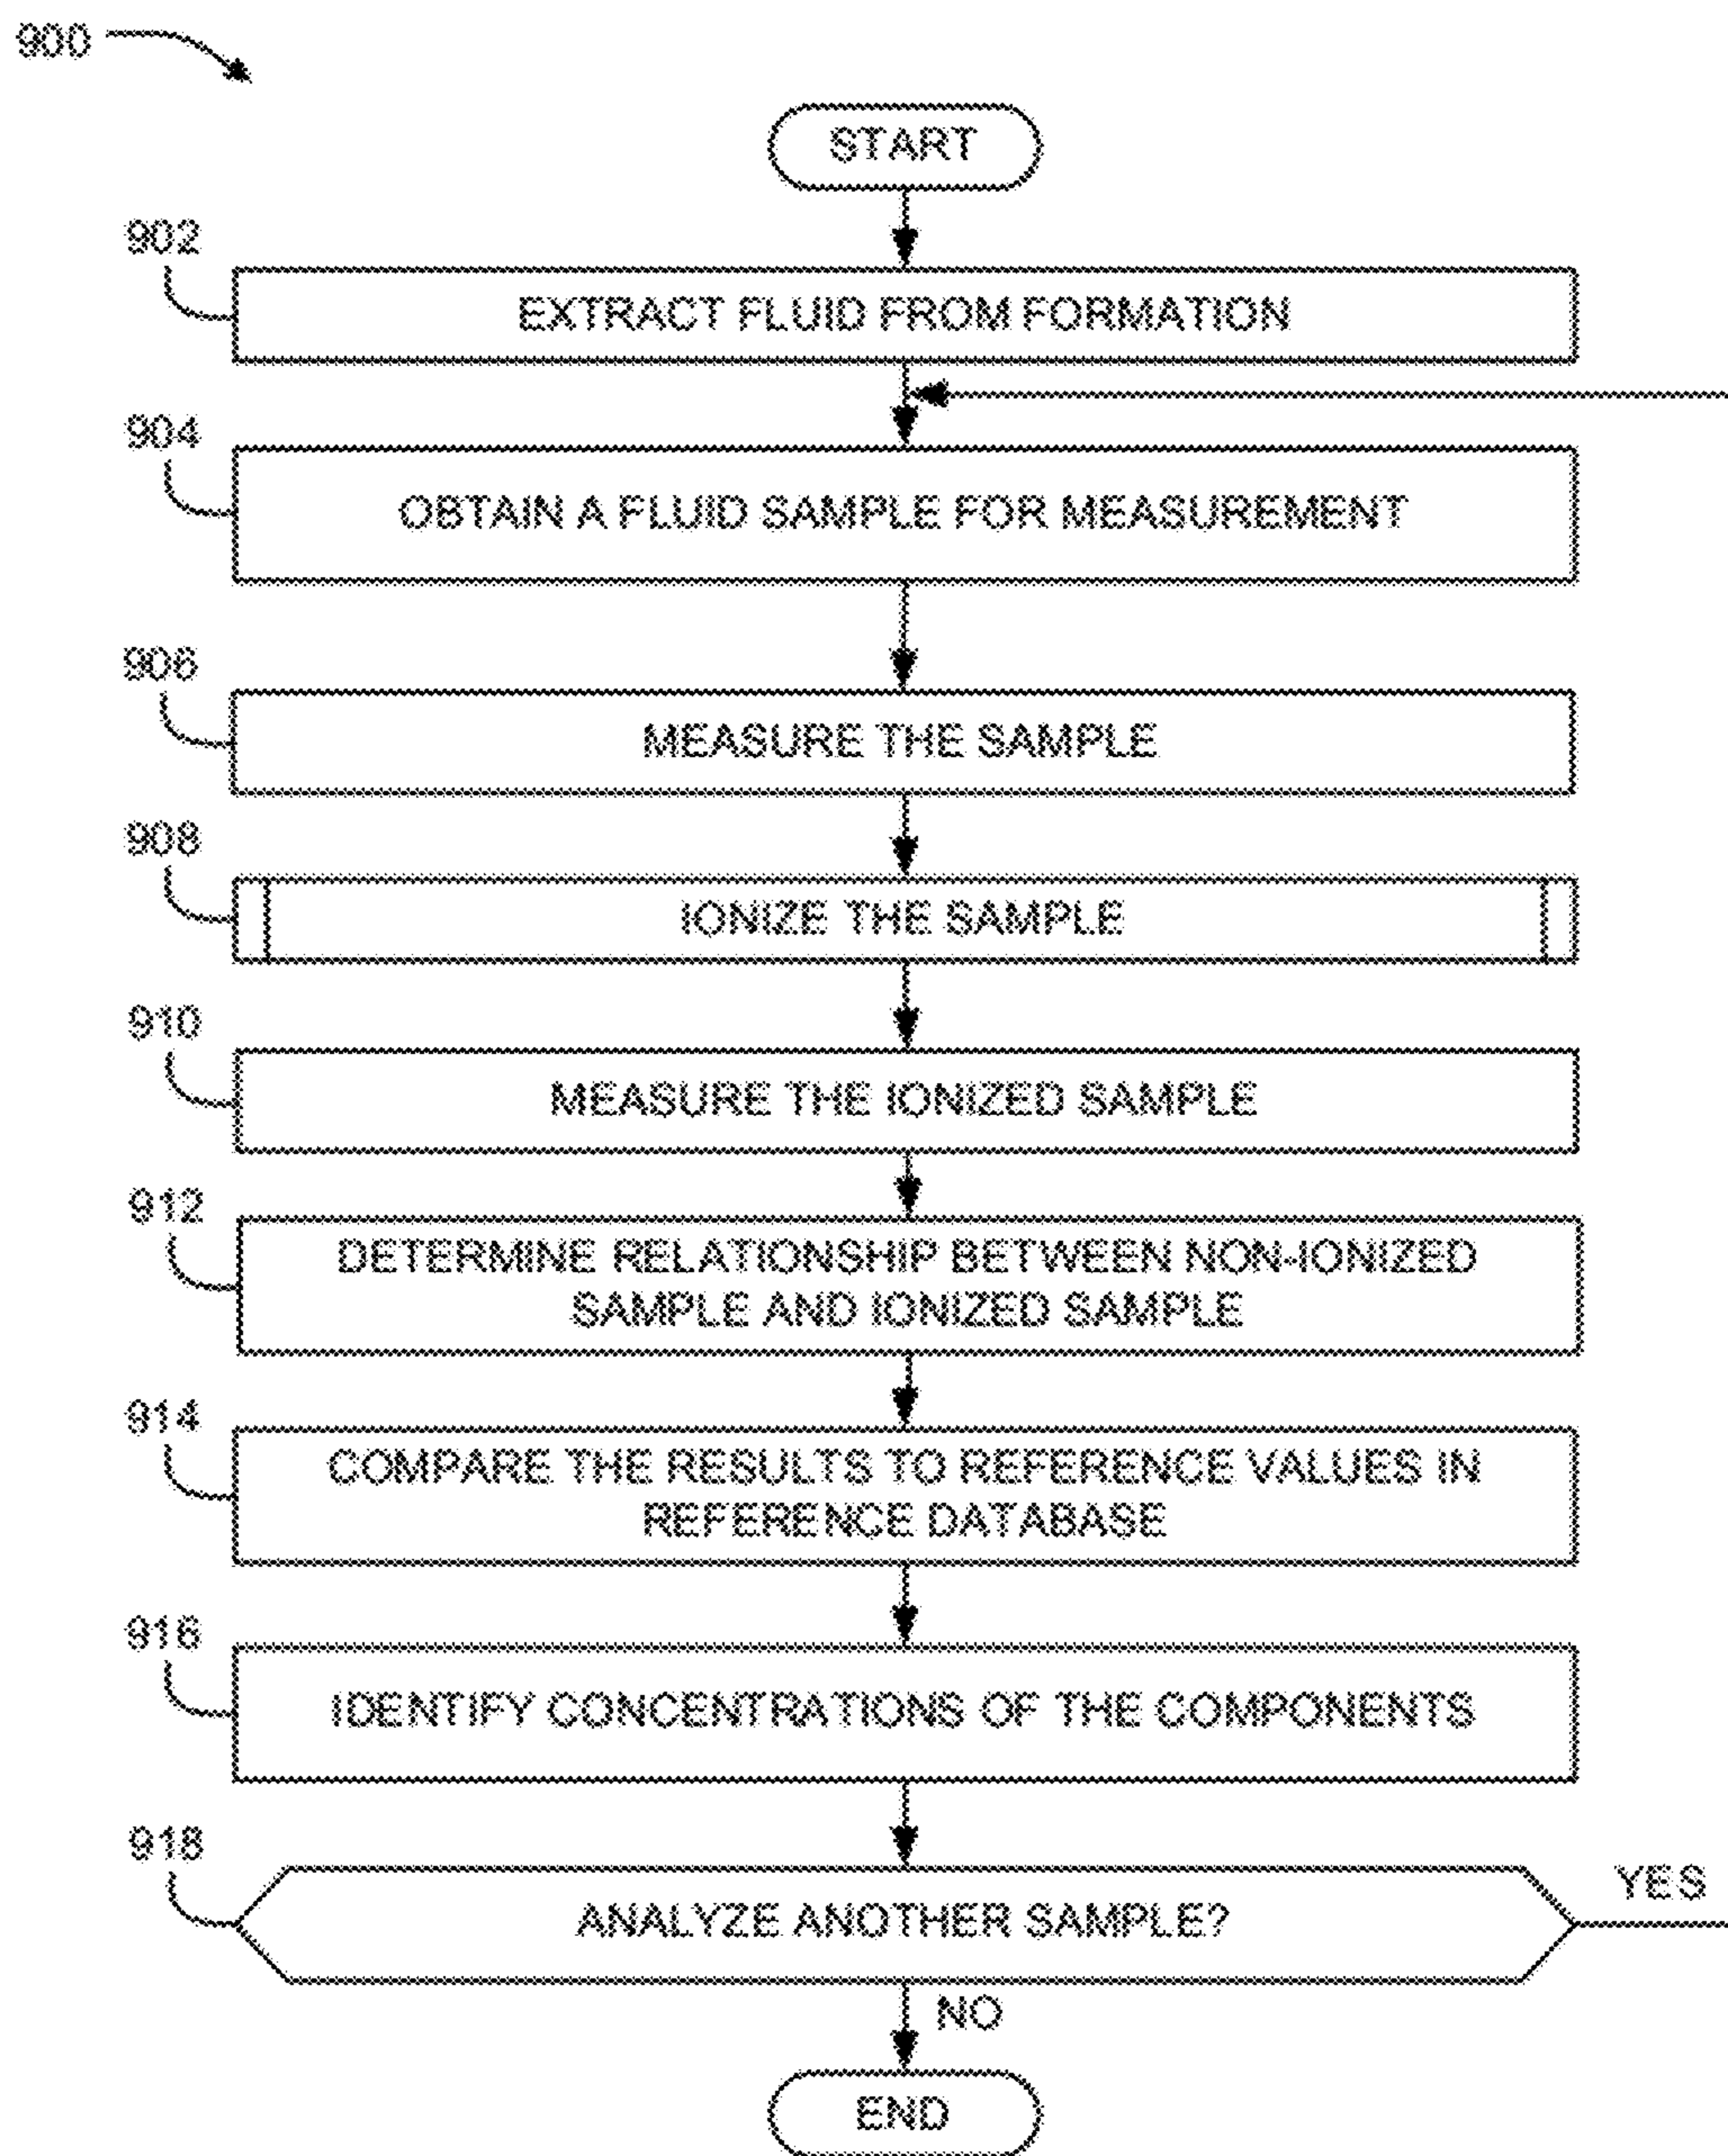 900
START
902
EXTRACT FLUID FROM FORMATION
904
OBTAIN A FLUID SAMPLE FOR MEASUREMENT
906
MEASURE THE SAMPLE
908
IONIZE THE SAMPLE
910
MEASURE THE IONIZED SAMPLE
912
DETERMINE RELATIONSHIP BETWEEN NON-IONIZED
SAMPLE AND IONIZED SAMPLE
914
COMPARE THE RESULTS TO REFERENCE VALUES IN
REFERENCE DATABASE
916
IDENTIFY CONCENTRATIONS OF THE COMPONENTS
918
ANALYZE ANOTHER SAMPLE?
YES
NO
END